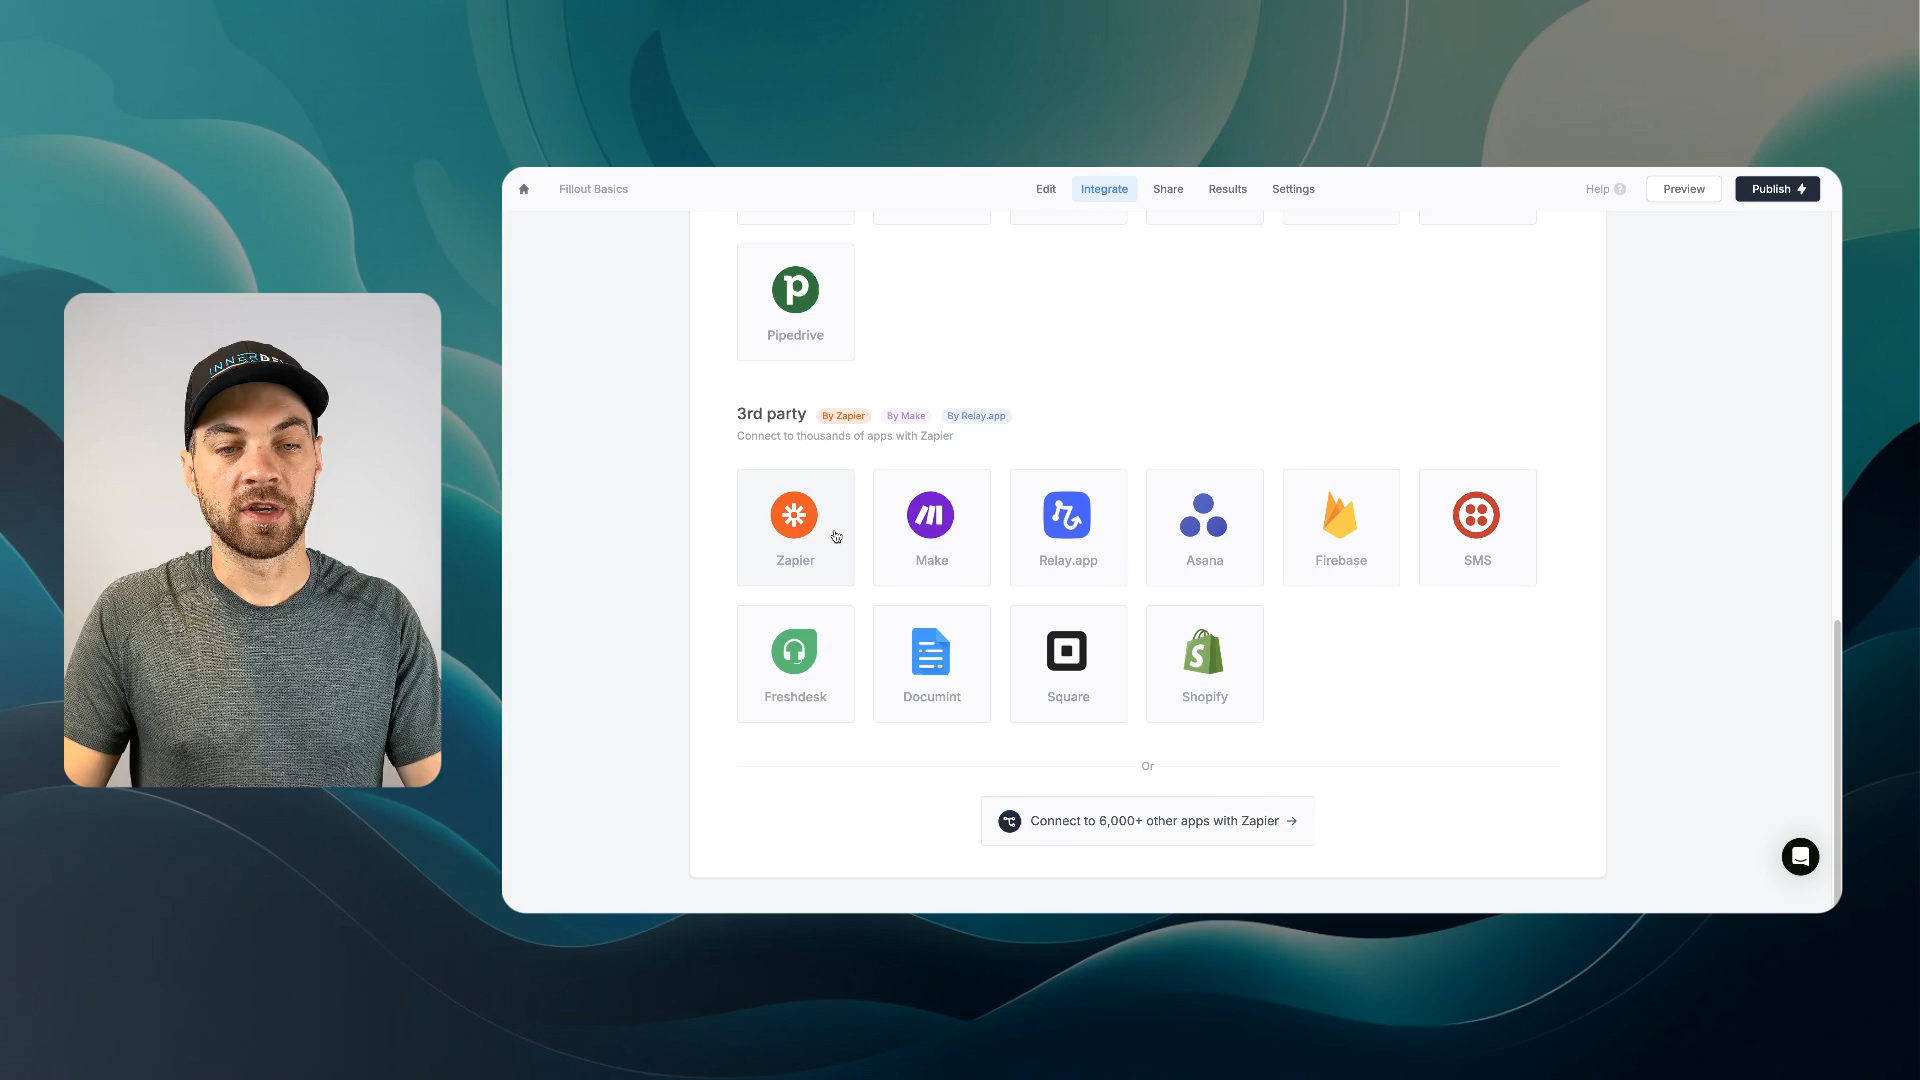 Fillout Basics
Edit
Integrate
Share
Results
Settings
Help
Preview
Publish
Pipedrive
3rd party
By Zapier
By Make
By Relay.app
Connect to thousands of apps with Zapier
Zapier
Make
Relay.app
Asana
Firebase
SMS
Freshdesk
Documint
Square
Shopify
Or
Connect to 6,000+ other apps with Zapier →